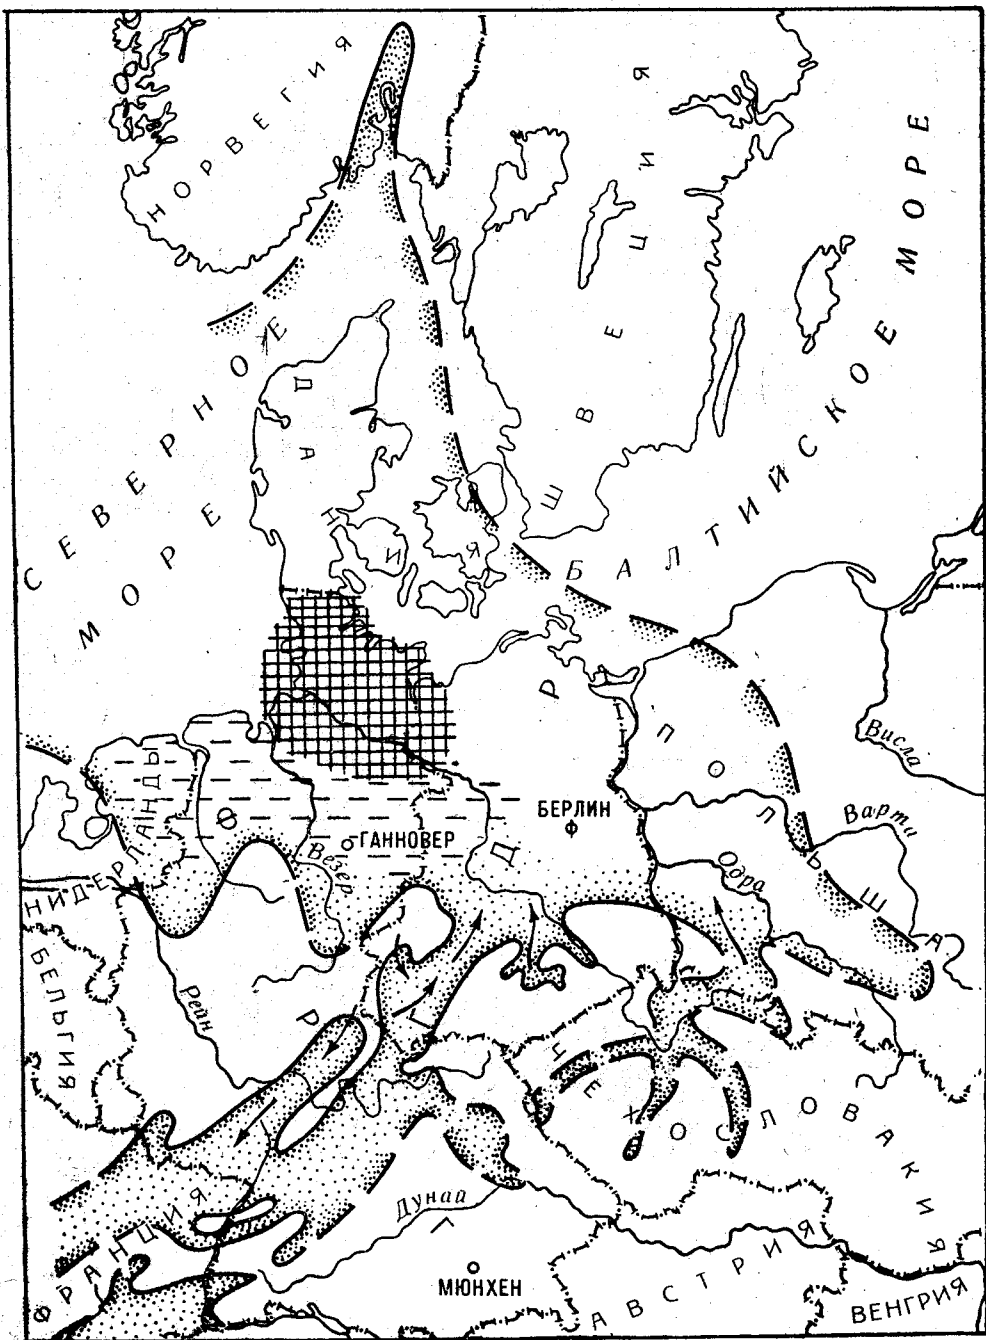 НОРВЕГИЯ
ШВЕЦИЯ
СЕВЕРНОЕ
МОРЕ
ДАНИЯ
БАЛТИЙСКОЕ МОРЕ
Висла
ПОЛЬША
Варта
БЕРЛИН
ГАННОВЕР
Везер
Одра
НИДЕРЛАНДЫ
БЕЛЬГИЯ
Рейн
ФРГ
ГДР
ЧЕХОСЛОВАКИЯ
ФРАНЦИЯ
Дунай
МЮНХЕН
АВСТРИЯ
ВЕНГРИЯ